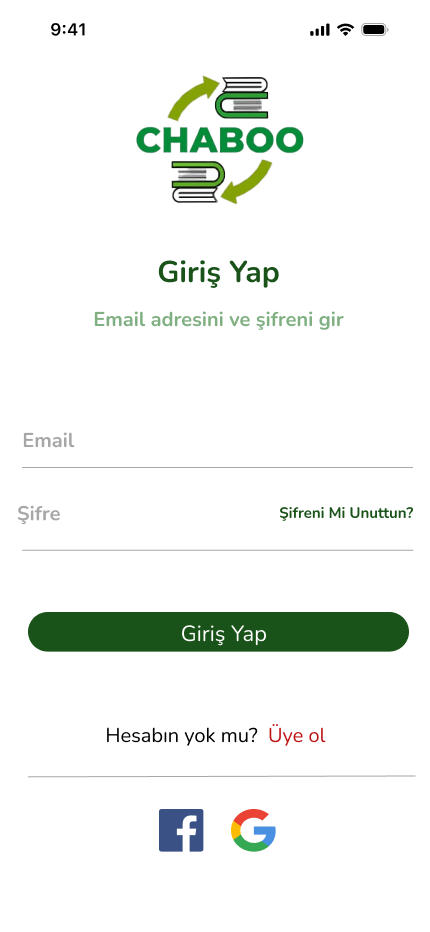 9:41
CHABOO
Giriş Yap
Email adresini ve şifreni gir
Email
Şifre
Şifreni Mi Unuttun?
Giriş Yap
Hesabın yok mu? Üye ol